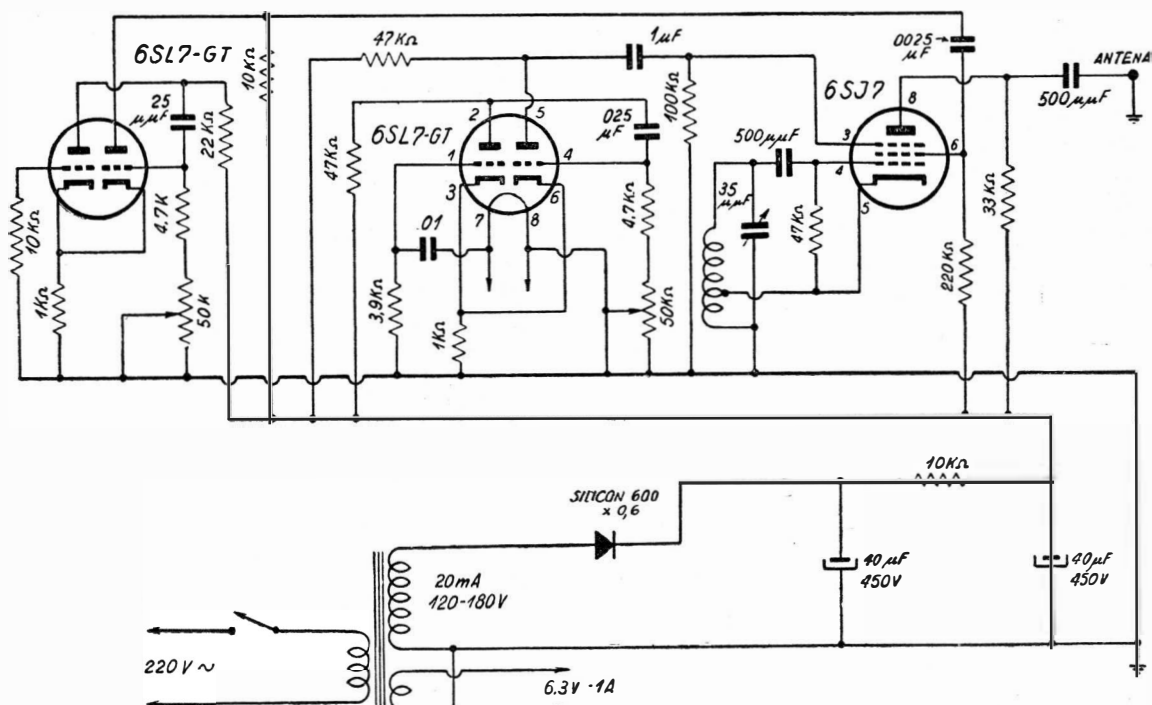 6SL7-GT
25
µµF
22KΩ
10KΩ
10KΩ
4,7K
1KΩ
50K
47KΩ
1µF
6SL7-GT
2
5
025
µF
100KΩ
47KΩ
1
4
3
6
7
8
.01
4,7KΩ
3,9KΩ
1KΩ
50KΩ
.0025
µF
ANTENA
6SJ7
8
500µµF
500µµF
3
6
4
5
35
µµF
47KΩ
33KΩ
220KΩ
10KΩ
SILICON 600
x 0,6
40µF
450V
40µF
450V
20mA
120-180V
220V~
6.3V-1A